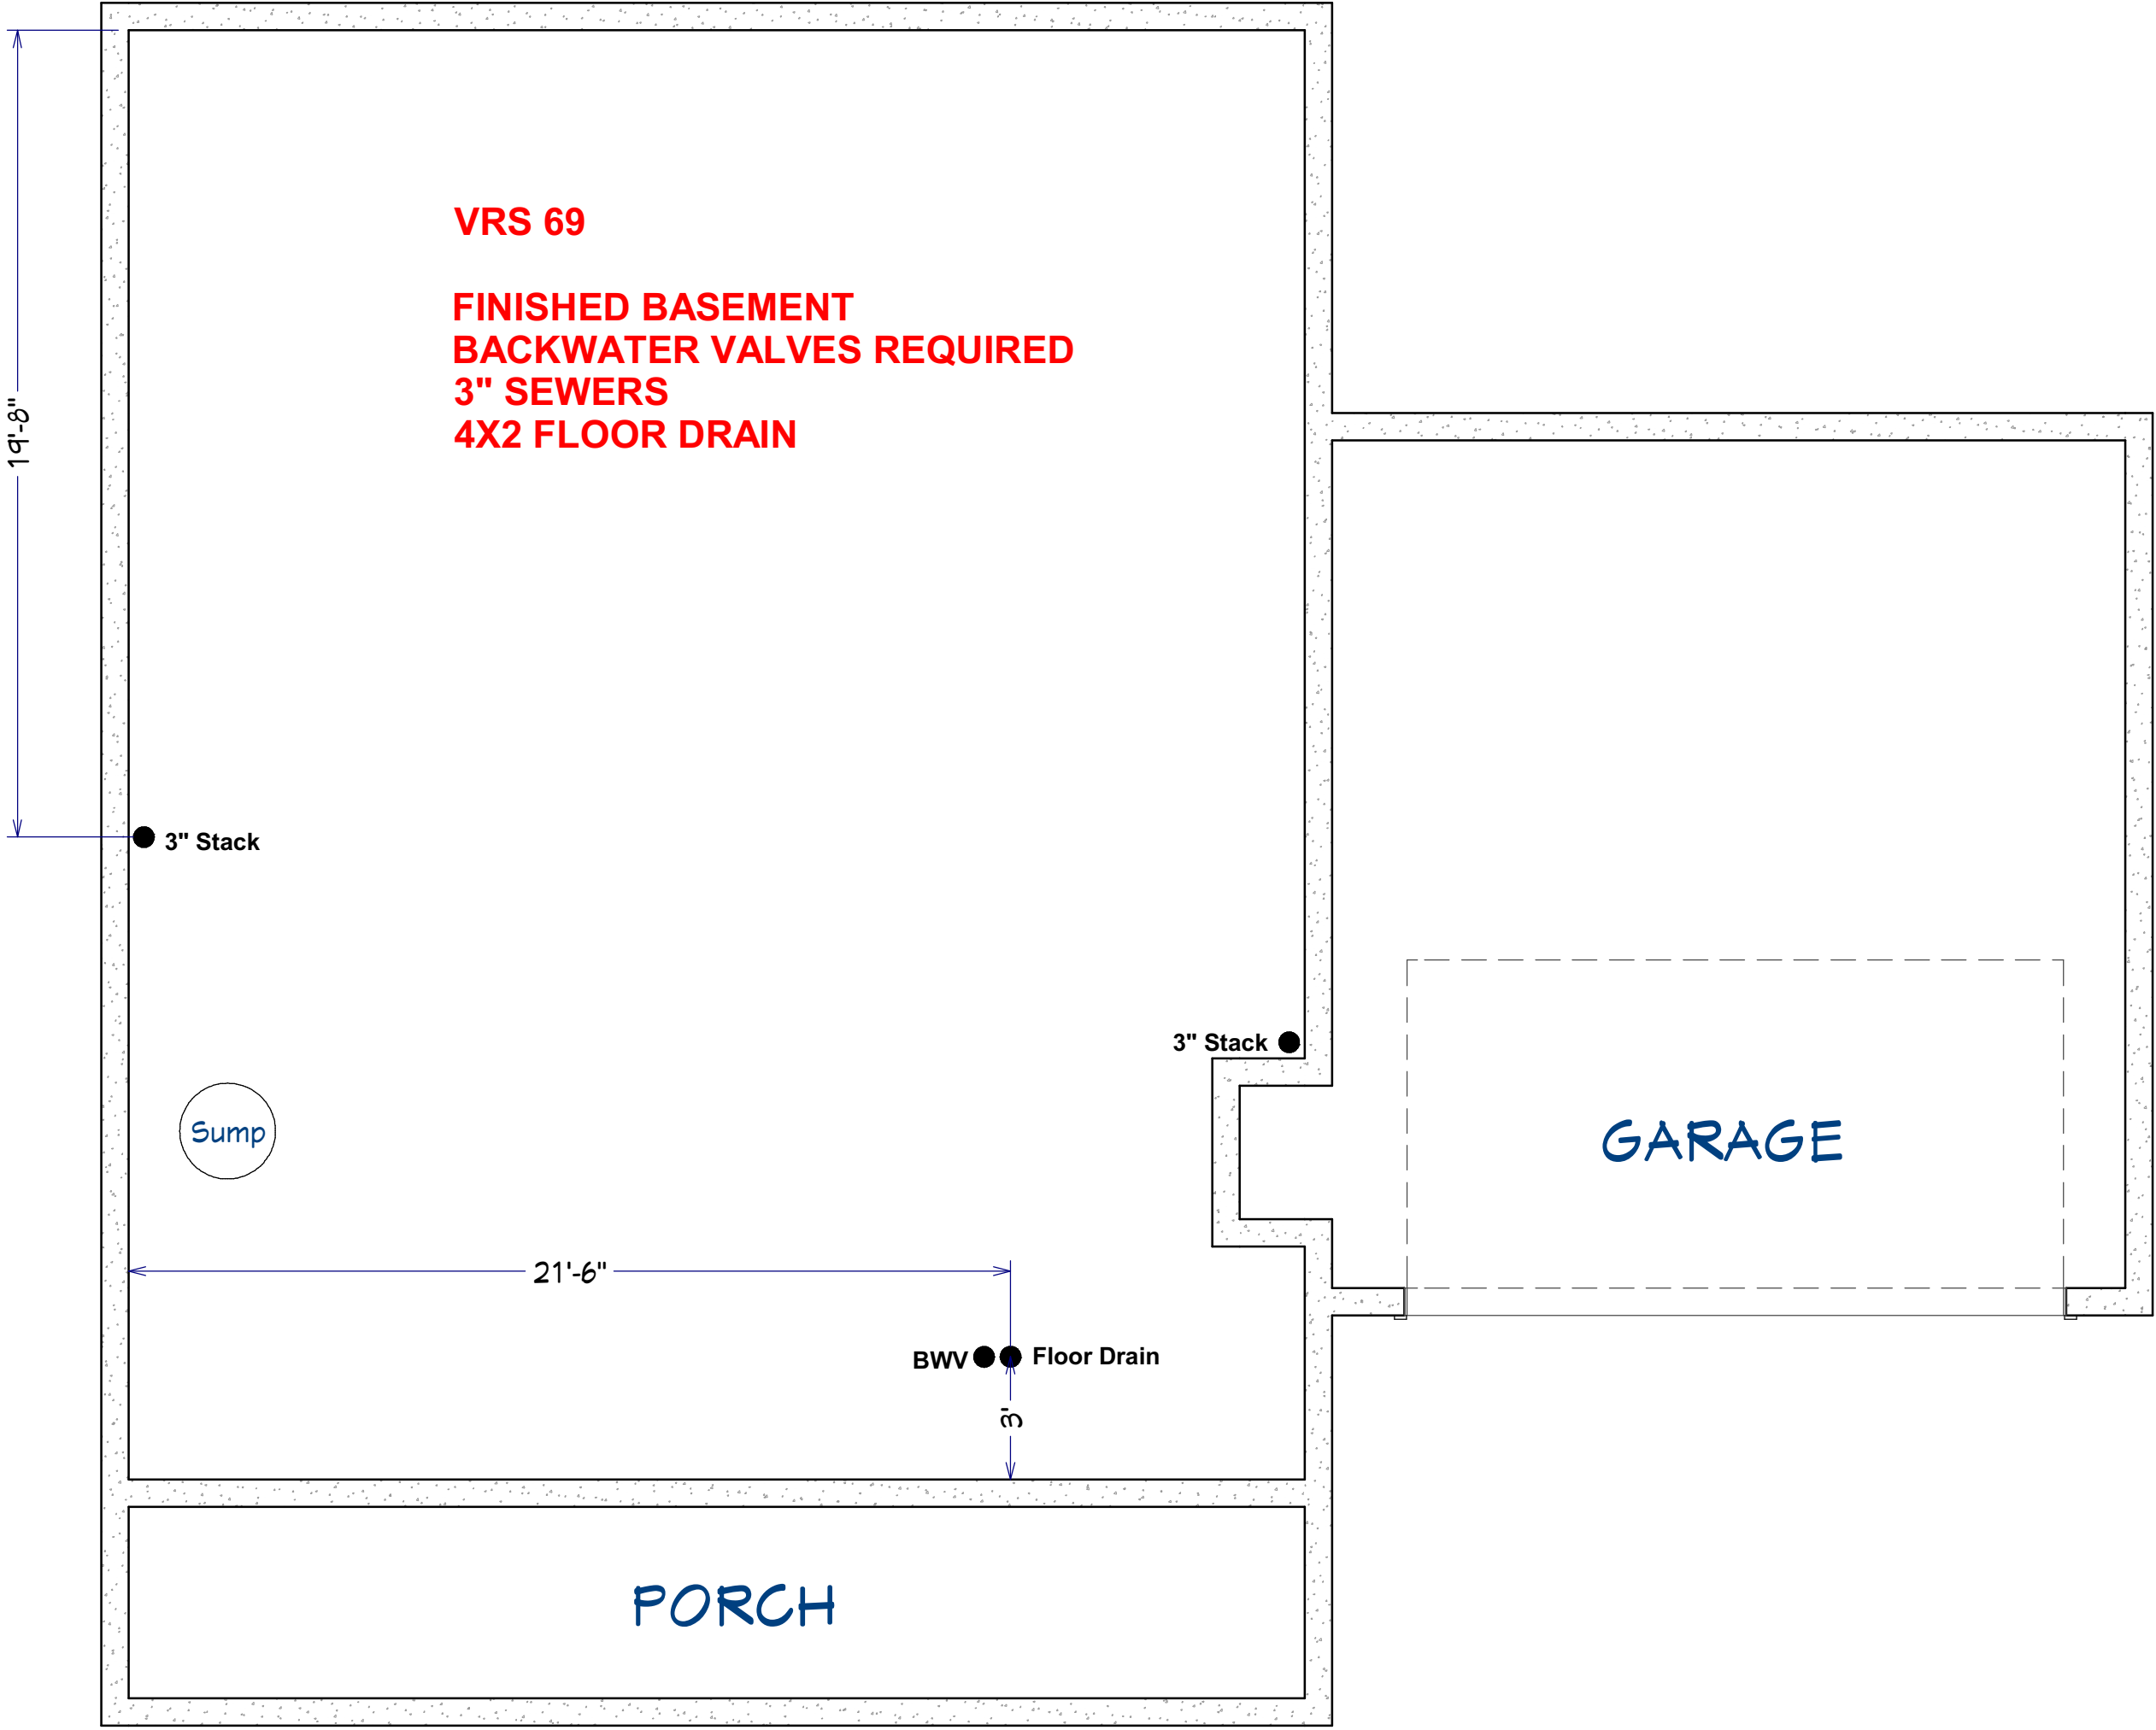 VRS 69
FINISHED BASEMENT
BACKWATER VALVES REQUIRED
3" SEWERS
4X2 FLOOR DRAIN
19'-8"
3" Stack
3" Stack
Sump
GARAGE
21'-6"
BWV
Floor Drain
3'
PORCH